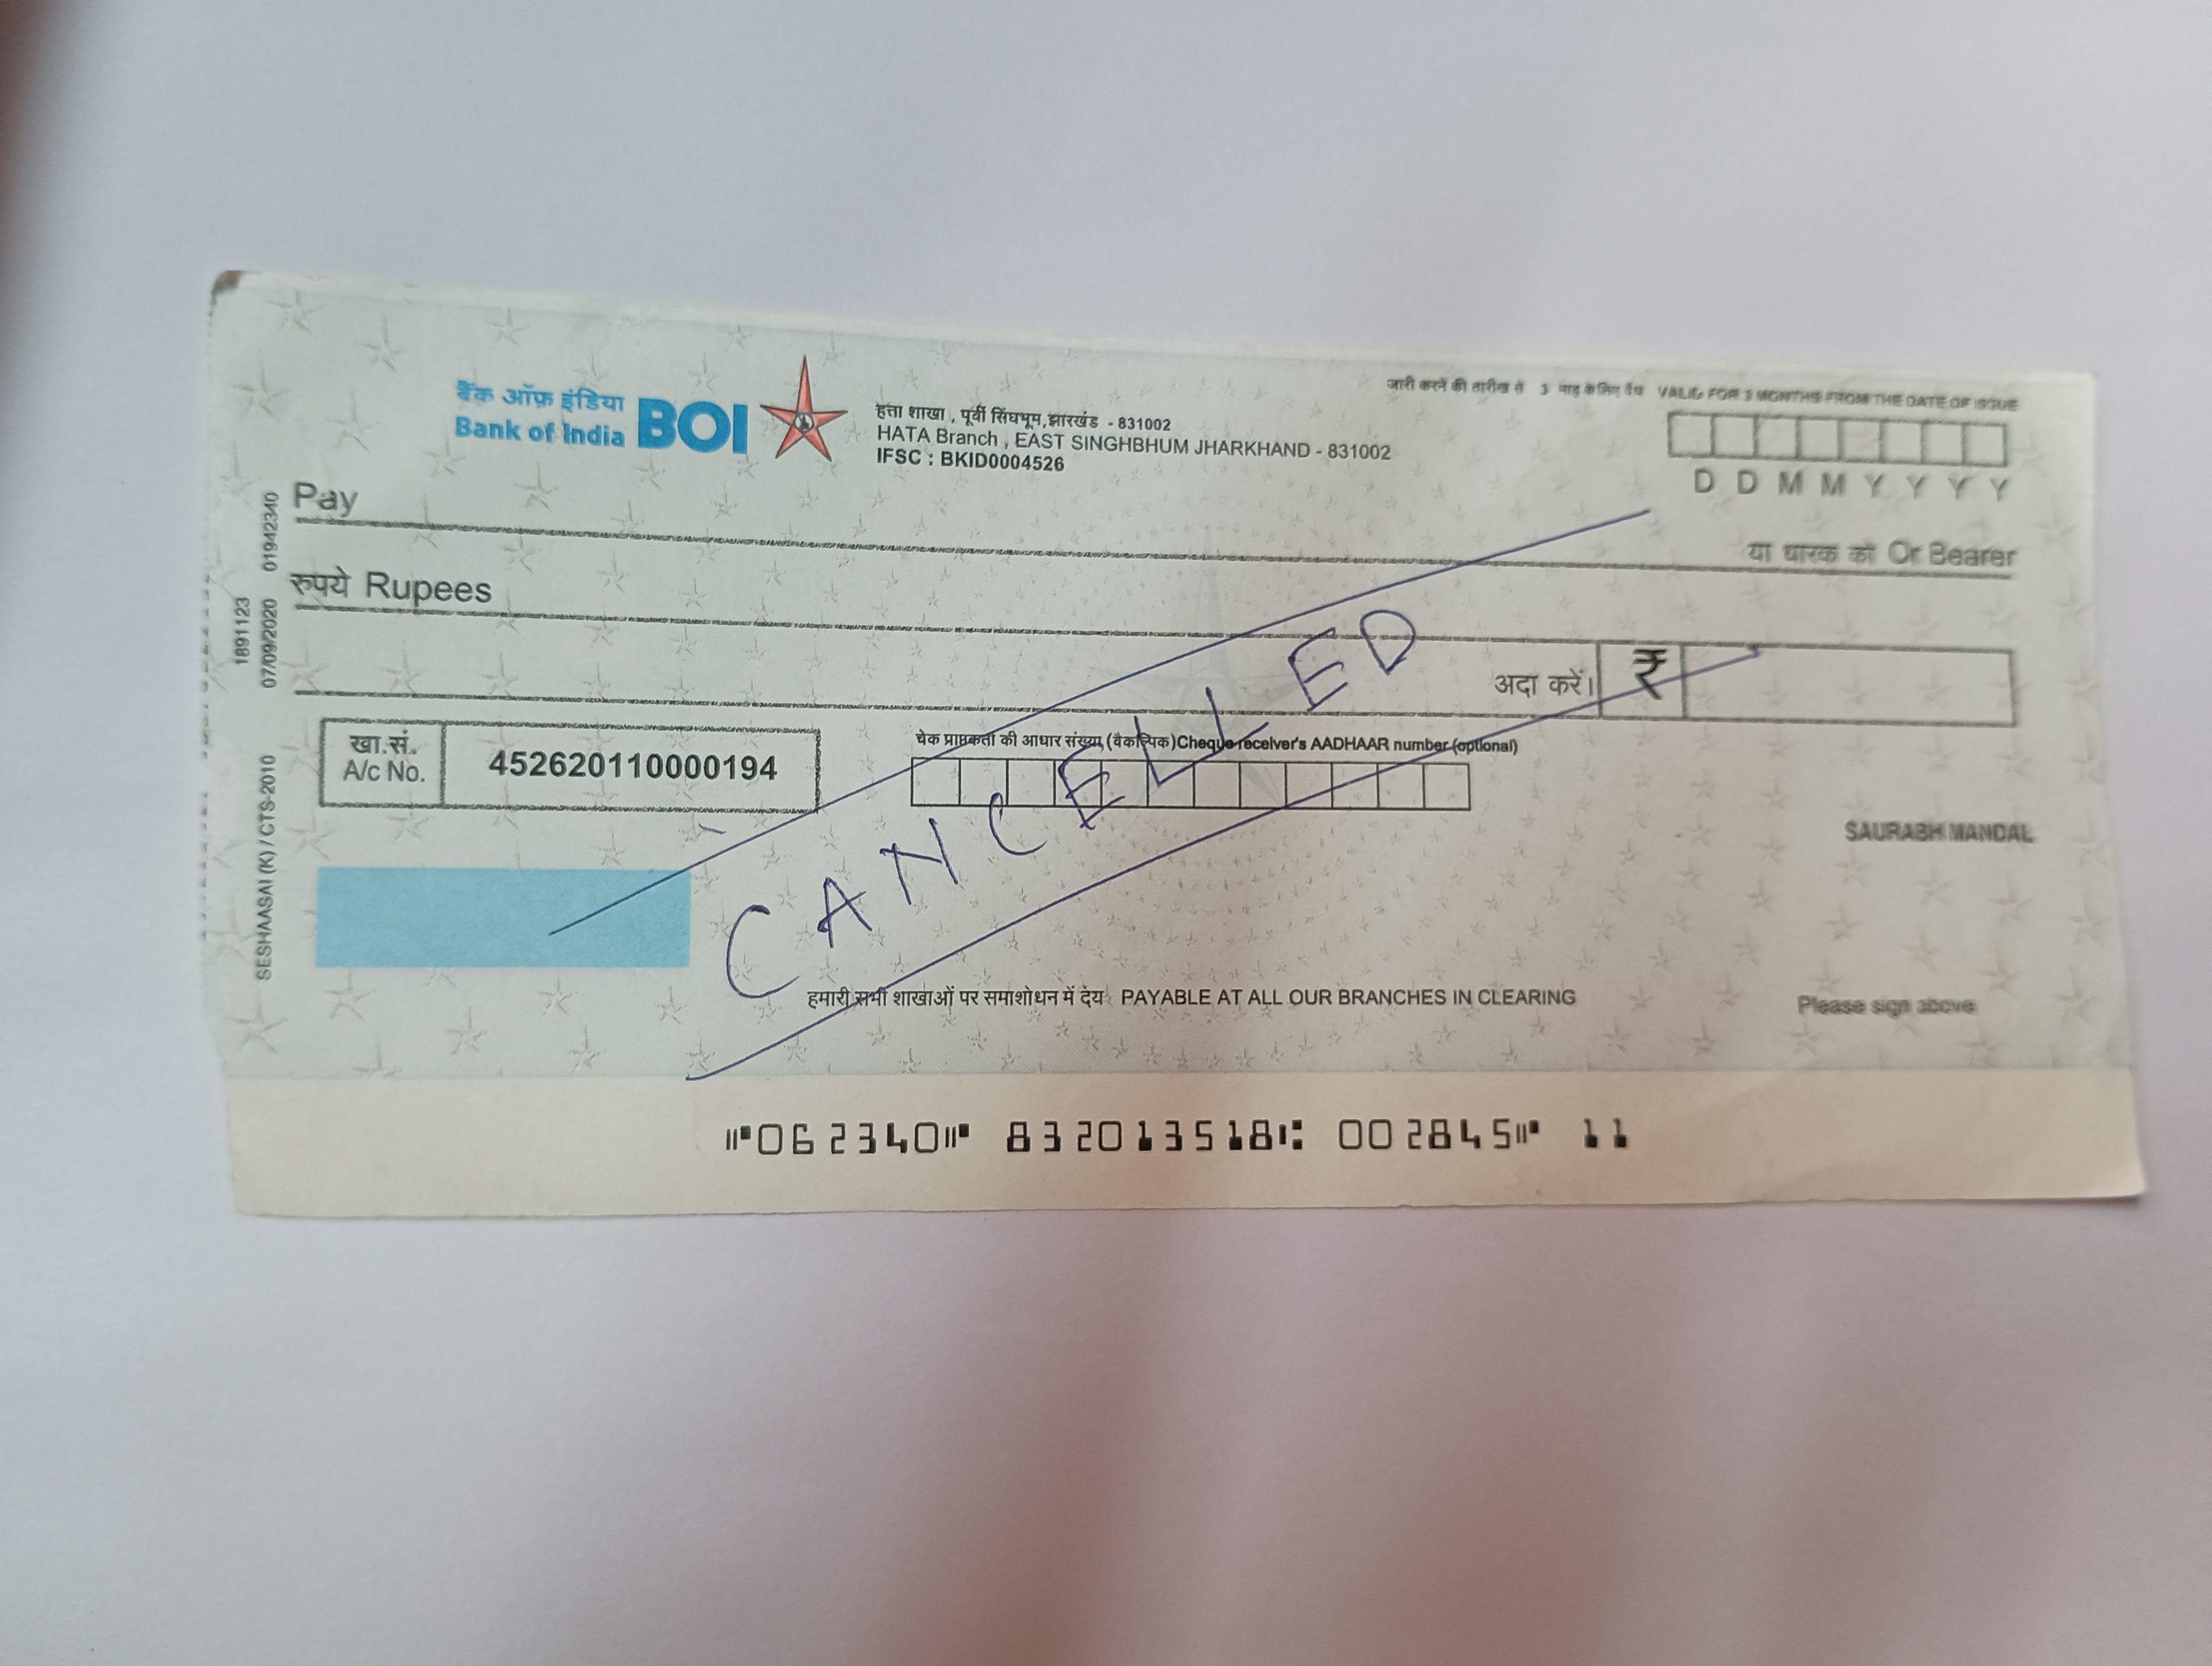 बैंक ऑफ़ इंडिया
Bank of India BOI
हत्ता शाखा , पूर्वी सिंघभूम,झारखंड - 831002
HATA Branch , EAST SINGHBHUM JHARKHAND - 831002
IFSC : BKID0004526
जारी करने की तारीख से 3 माह के लिए वैध VALID FOR 3 MONTHS FROM THE DATE OF ISSUE
D D M M Y Y Y Y
Pay
या धारक को Or Bearer
रुपये Rupees
अदा करें। ₹
खा.सं.
A/c No. 452620110000194
चेक प्राप्तकर्ता की आधार संख्या (वैकल्पिक)Cheque receiver's AADHAAR number (optional)
CANCELLED
SAURABH MANDAL
हमारी सभी शाखाओं पर समाशोधन में देय PAYABLE AT ALL OUR BRANCHES IN CLEARING
Please sign above
⑈062340⑈ 832013518⑆ 002845⑈ 11
1891123
07/09/2020 01942340
SESHAASAI (K) / CTS-2010